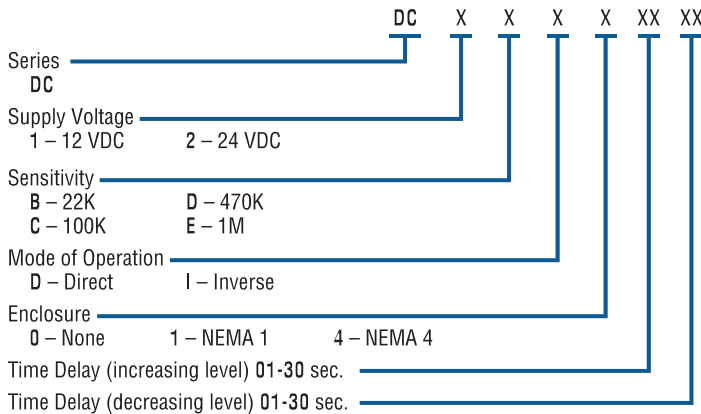 DC X X X X XX XX
Series
DC
Supply Voltage
1 – 12 VDC 2 – 24 VDC
Sensitivity
B – 22K D – 470K
C – 100K E – 1M
Mode of Operation
D – Direct I – Inverse
Enclosure
0 – None 1 – NEMA 1 4 – NEMA 4
Time Delay (increasing level) 01-30 sec.
Time Delay (decreasing level) 01-30 sec.